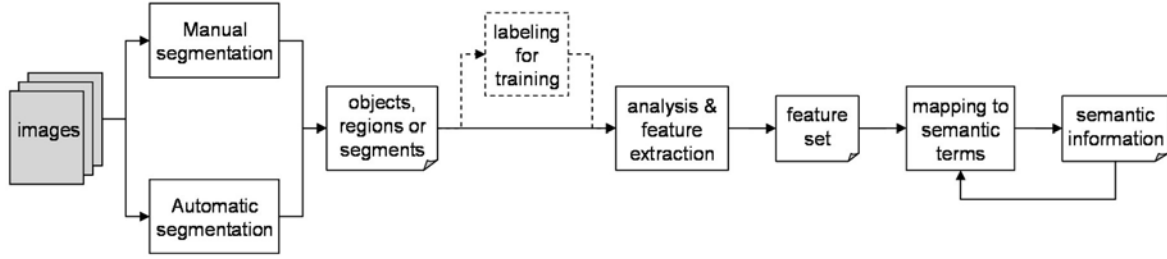 images
Manual
segmentation
Automatic
segmentation
objects,
regions or
segments
labeling
for
training
analysis &
feature
extraction
feature
set
mapping to
semantic
terms
semantic
information